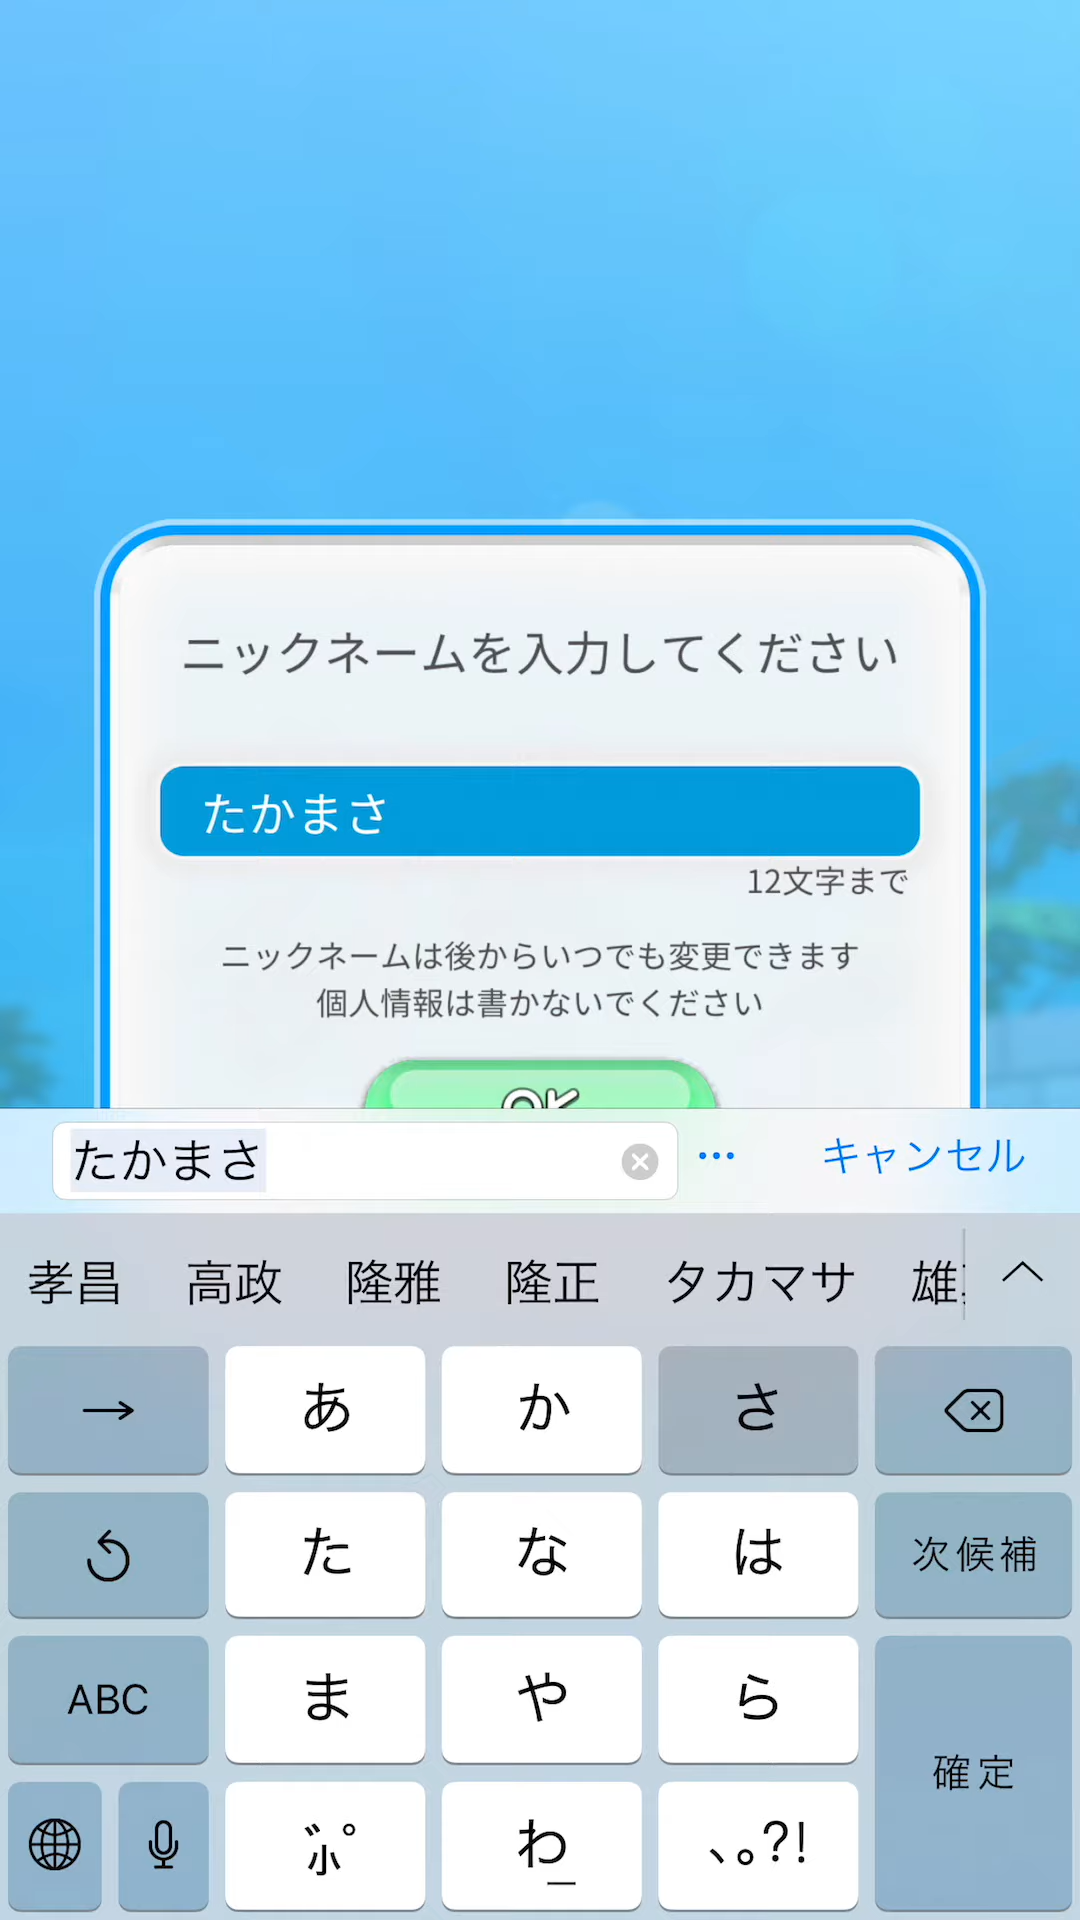 ニックネームを入力してください
たかまさ
12文字まで
ニックネームは後からいつでも変更できます
個人情報は書かないでください
OK
たかまさ ••• キャンセル
孝昌 高政 隆雅 隆正 タカマサ 雄
→ あ か さ
た な は 次候補
ABC ま や ら
確定
゛゜小 わ_ 、。?!